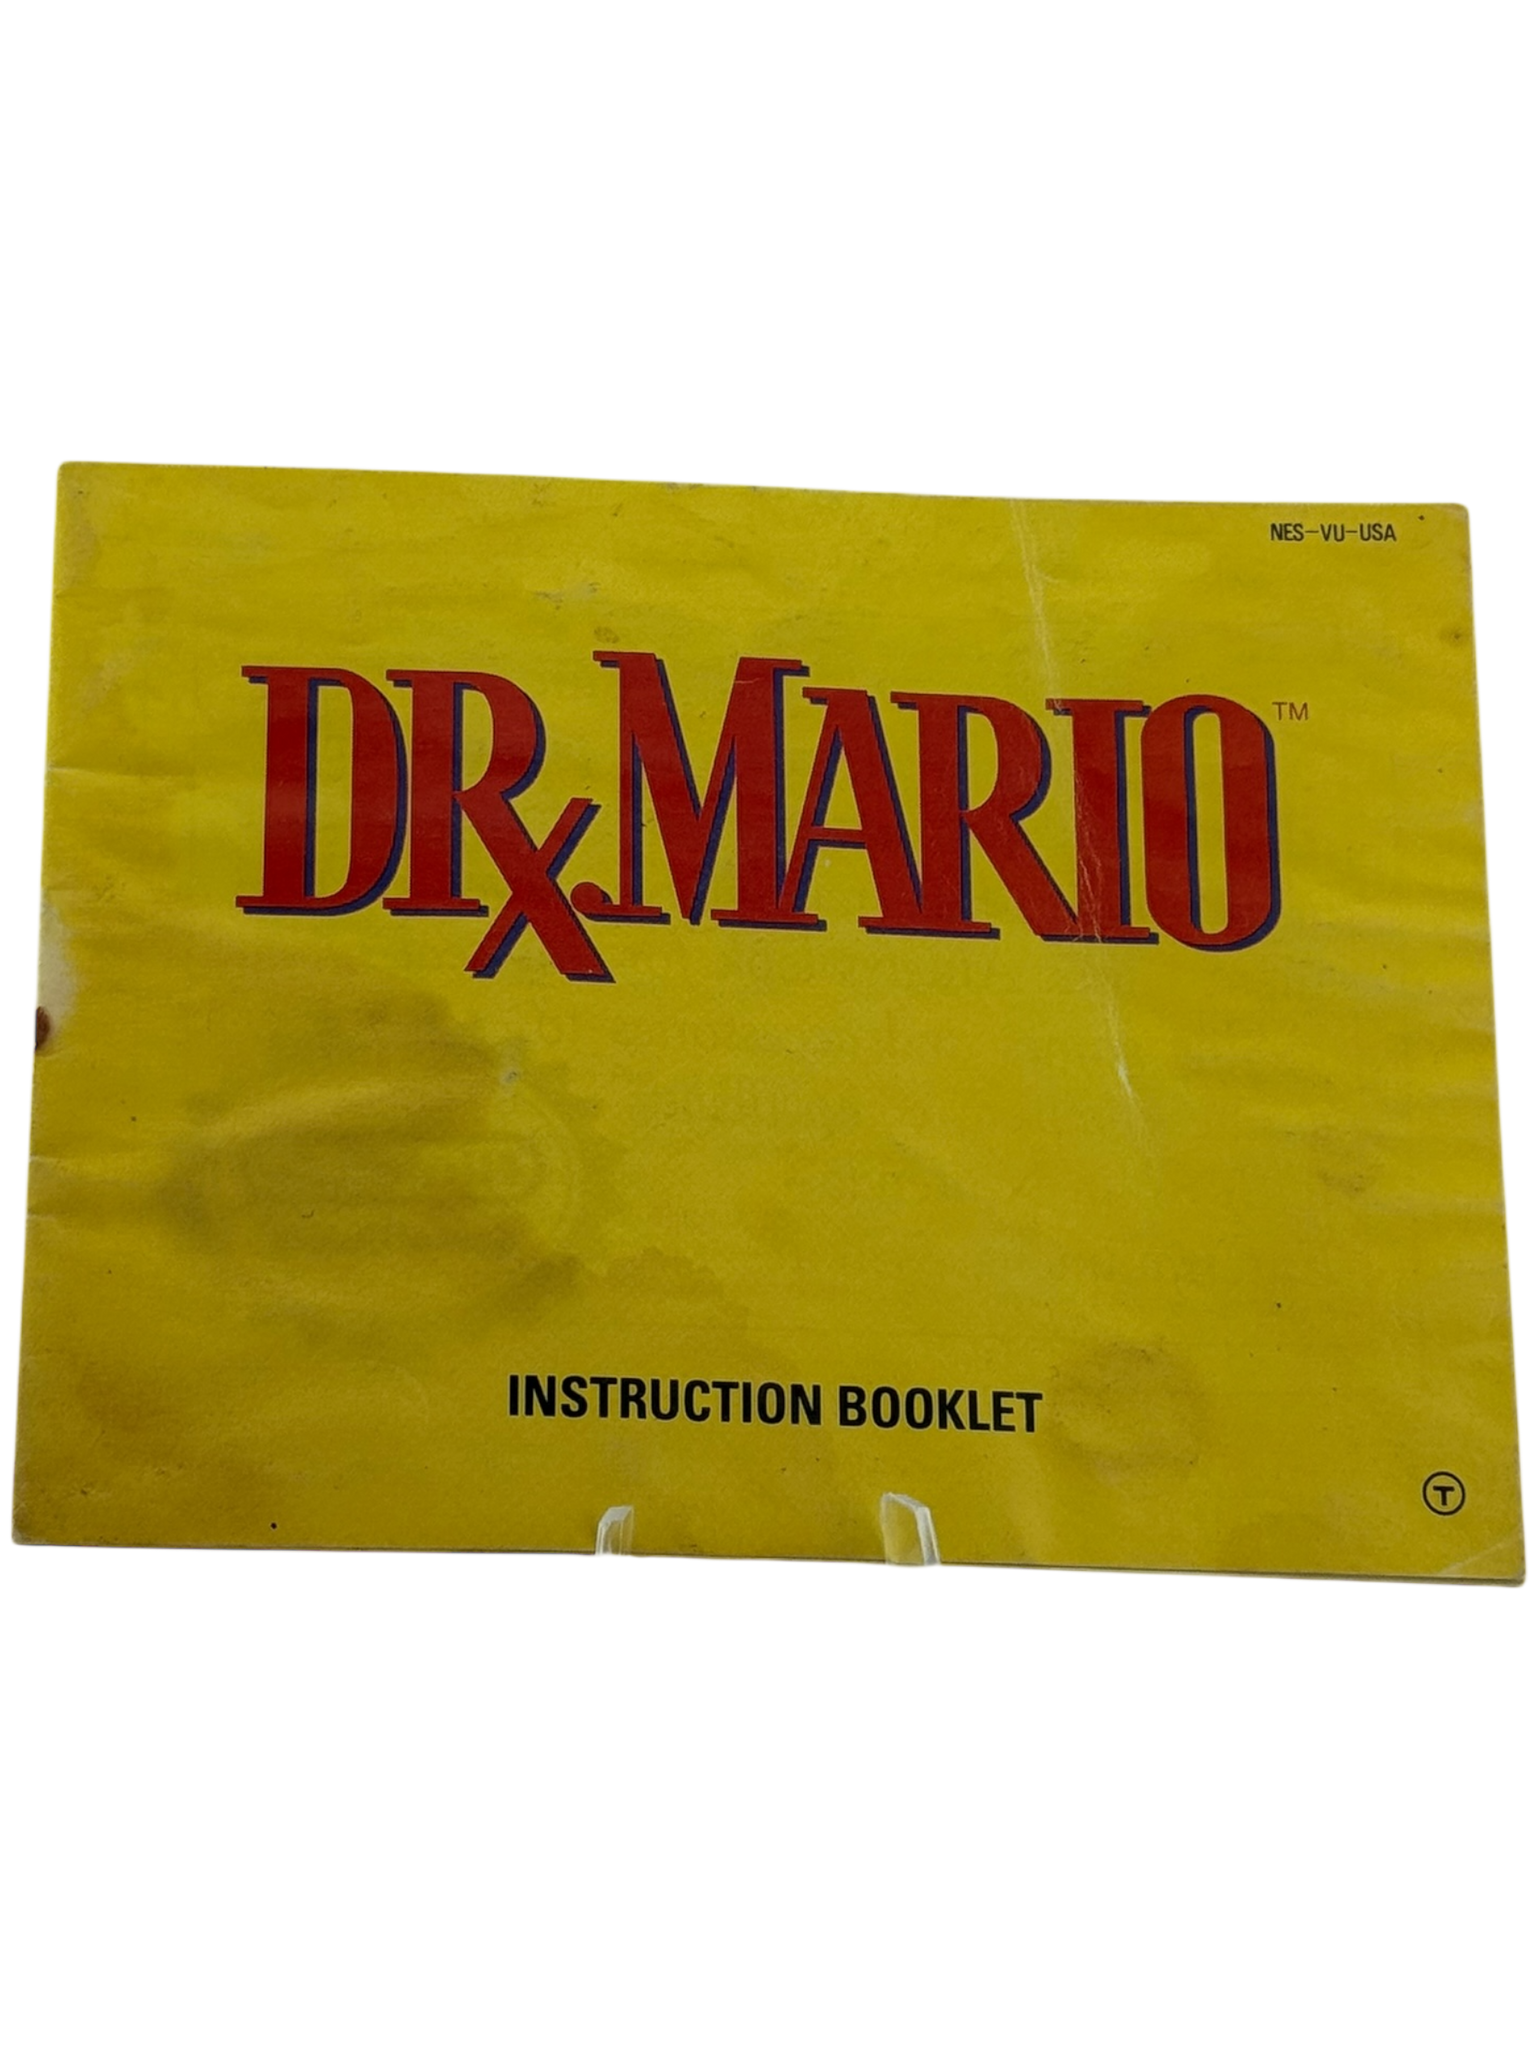 NES-VU-USA
DR. MARIO™
INSTRUCTION BOOKLET
T